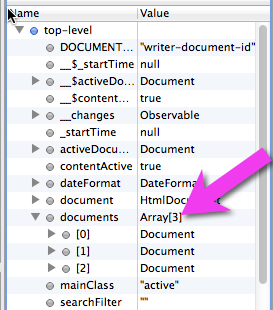 Name Value
top-level
DOCUMENT... "writer-document-id"
__$_startTime null
__$activeDo... Document
__$content... true
__changes Observable
_startTime null
activeDocu... Document
contentActive true
dateFormat DateForma
document HtmlDoc
documents Array[3]
[0] Document
[1] Document
[2] Document
mainClass "active"
searchFilter ""